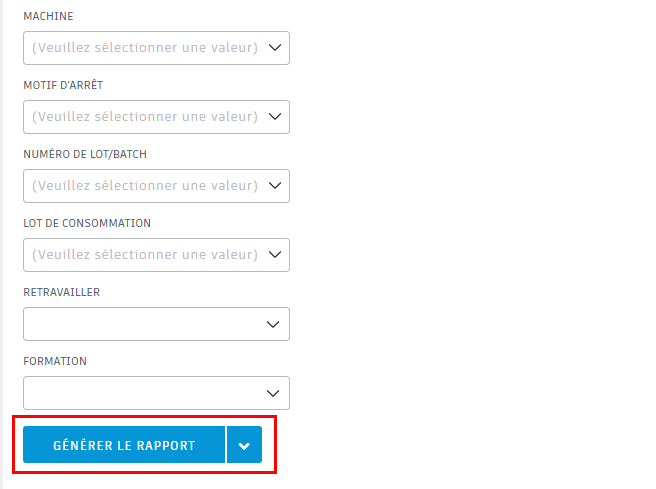 MACHINE
(Veuillez sélectionner une valeur)
MOTIF D'ARRÊT
(Veuillez sélectionner une valeur)
NUMÉRO DE LOT/BATCH
(Veuillez sélectionner une valeur)
LOT DE CONSOMMATION
(Veuillez sélectionner une valeur)
RETRAVAILLER
FORMATION
GÉNÉRER LE RAPPORT